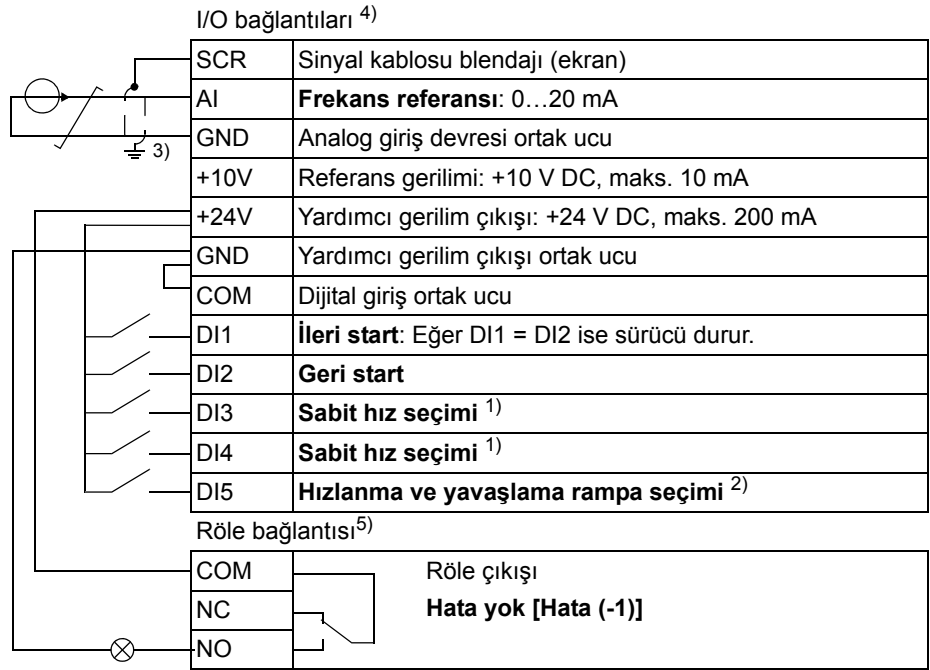 I/O bağlantıları 4)
SCR Sinyal kablosu blendajı (ekran)
AI Frekans referansı: 0…20 mA
GND Analog giriş devresi ortak ucu
3)
+10V Referans gerilimi: +10 V DC, maks. 10 mA
+24V Yardımcı gerilim çıkışı: +24 V DC, maks. 200 mA
GND Yardımcı gerilim çıkışı ortak ucu
COM Dijital giriş ortak ucu
DI1 İleri start: Eğer DI1 = DI2 ise sürücü durur.
DI2 Geri start
DI3 Sabit hız seçimi 1)
DI4 Sabit hız seçimi 1)
DI5 Hızlanma ve yavaşlama rampa seçimi 2)
Röle bağlantısı5)
COM Röle çıkışı
NC Hata yok [Hata (-1)]
NO